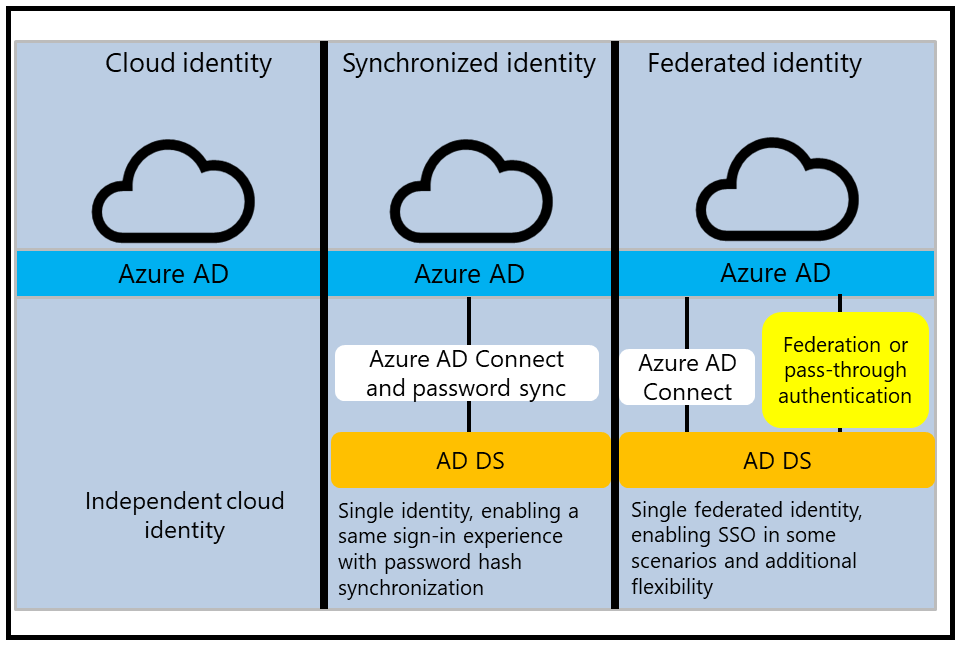 Cloud identity
Azure AD
Independent cloud
identity
Synchronized identity
Azure AD
Azure AD Connect
and password sync
AD DS
Single identity, enabling a
same sign-in experience
with password hash
synchronization
Federated identity
Azure AD
Azure AD
Connect
Federation or
pass-through
authentication
AD DS
Single federated identity,
enabling SSO in some
scenarios and additional
flexibility